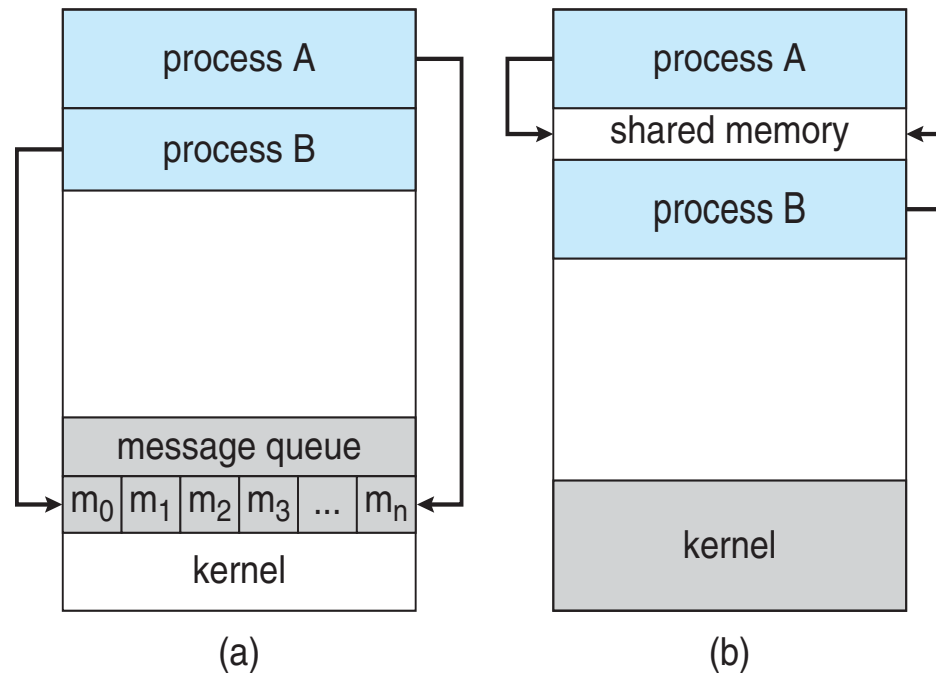 process A
process B
message queue
m0 m1 m2 m3 ... mn
kernel
(a)
process A
shared memory
process B
kernel
(b)